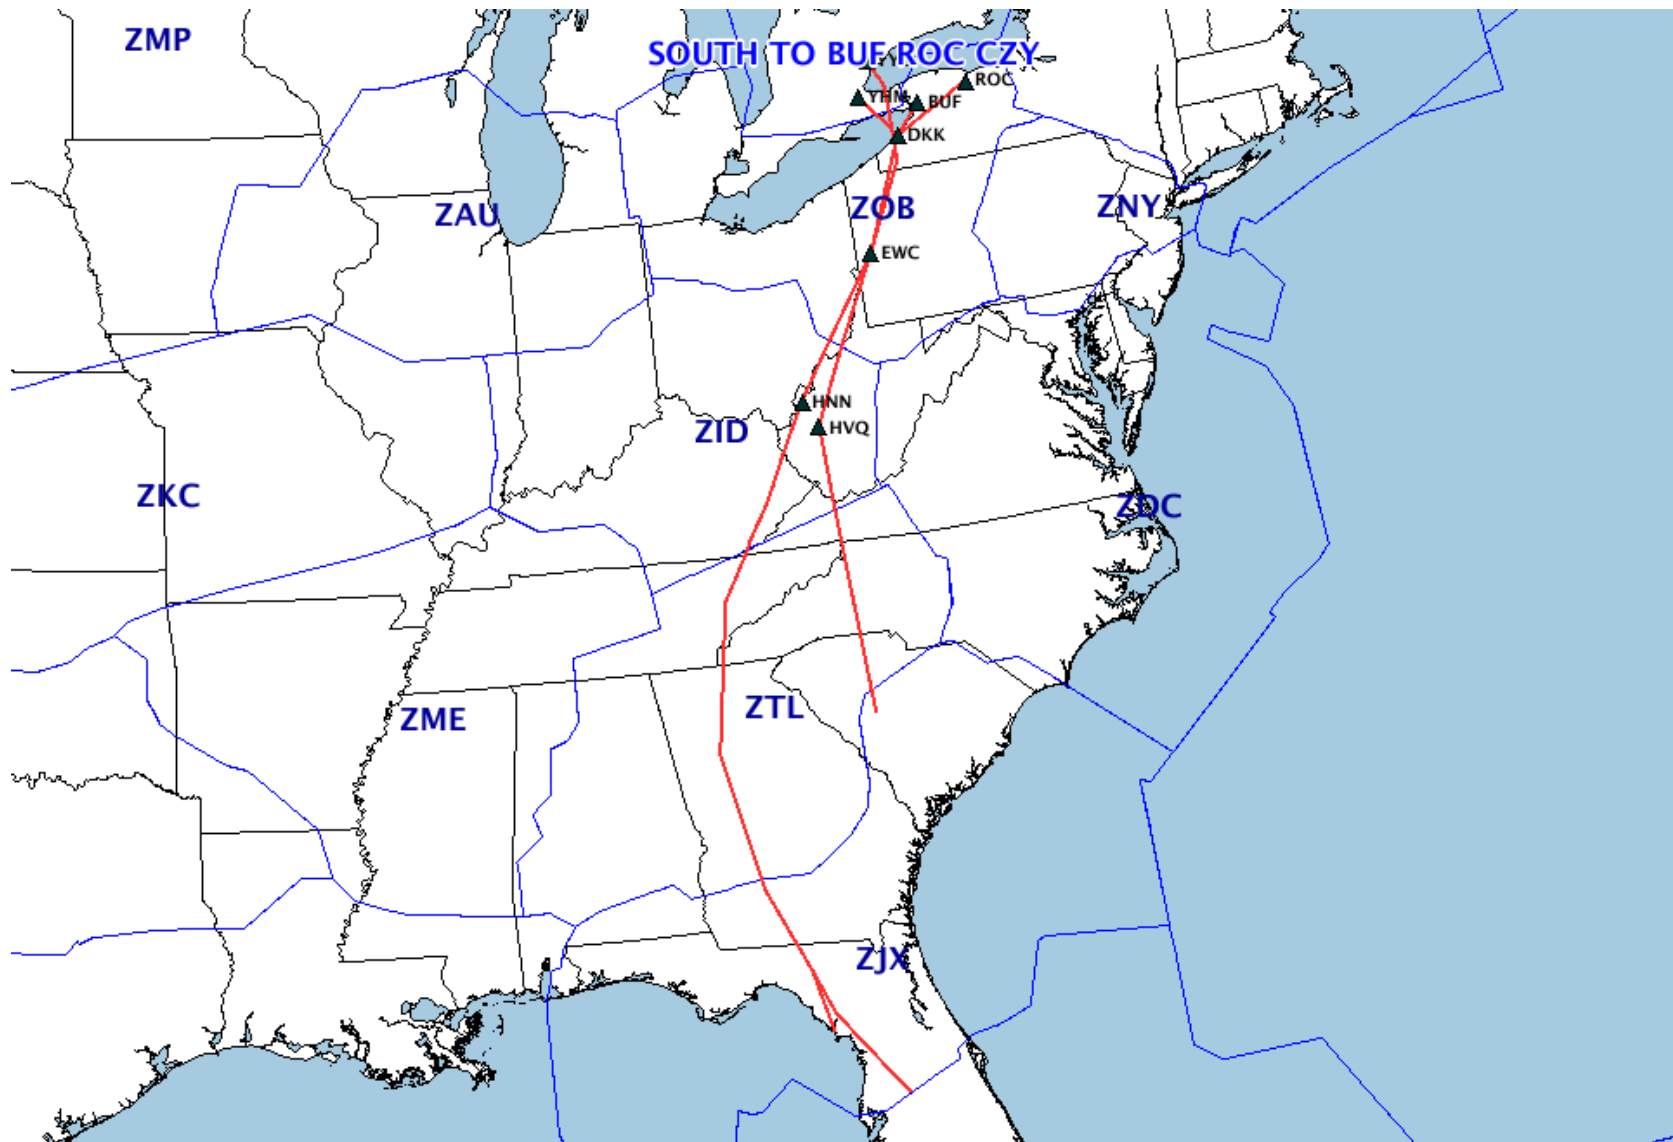 ZMP
SOUTH TO BUF ROC CZY
ROC
YHM
BUF
DKK
ZAU
ZOB
ZNY
EWC
HNN
HVQ
ZID
ZKC
ZDC
ZME
ZTL
ZJX